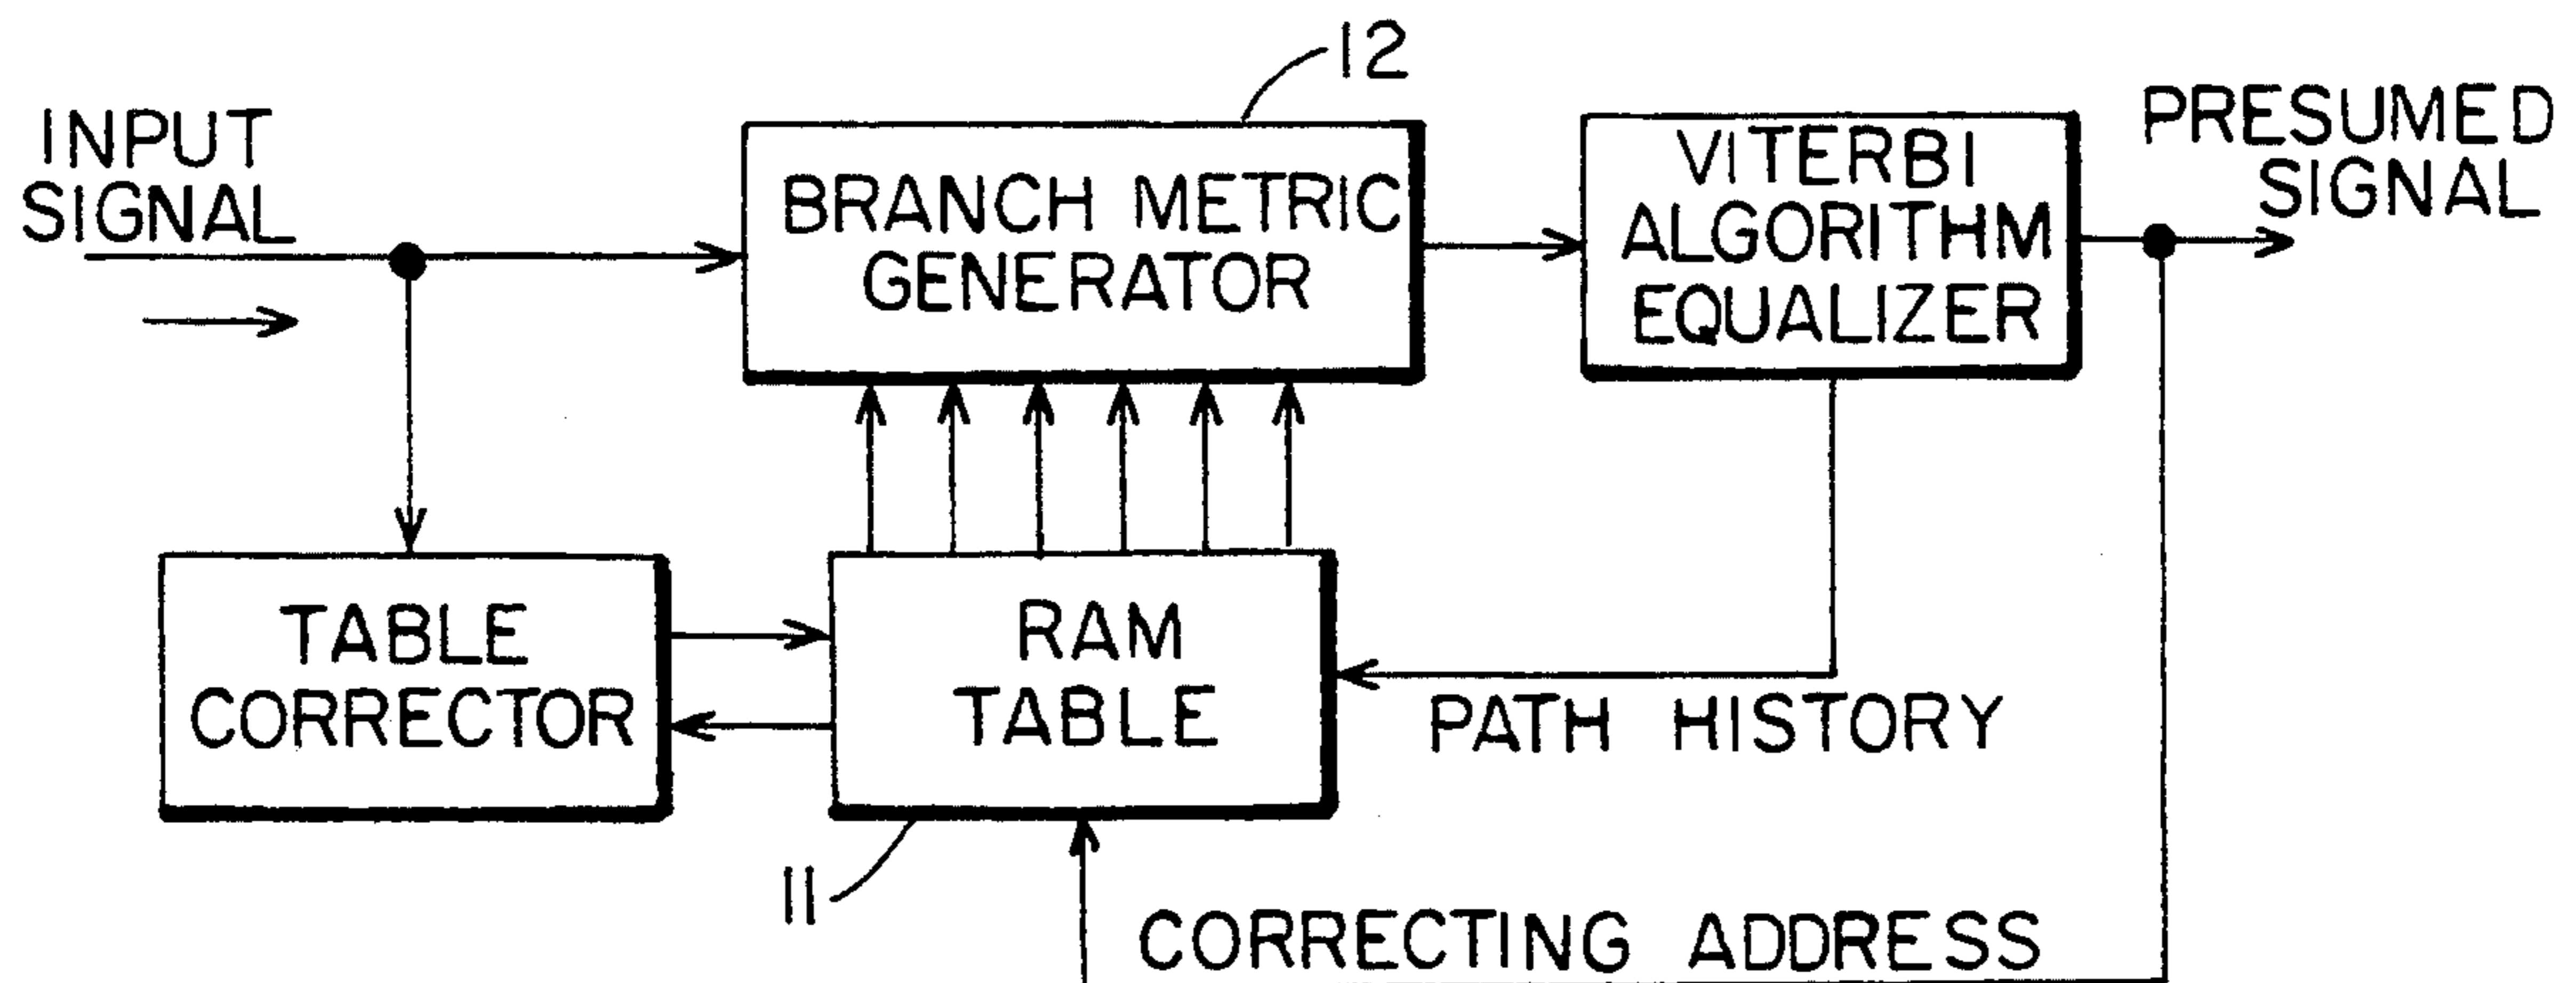 12
INPUT
SIGNAL
BRANCH METRIC
GENERATOR
VITERBI
ALGORITHM
EQUALIZER
PRESUMED
SIGNAL
TABLE
CORRECTOR
RAM
TABLE
PATH HISTORY
11
CORRECTING ADDRESS